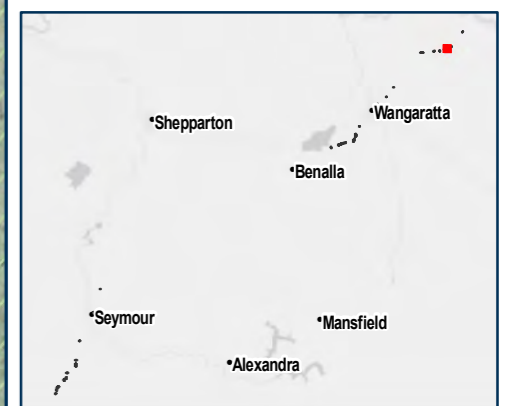 Wangaratta
Shepparton
Benalla
Seymour
Mansfield
Alexandra